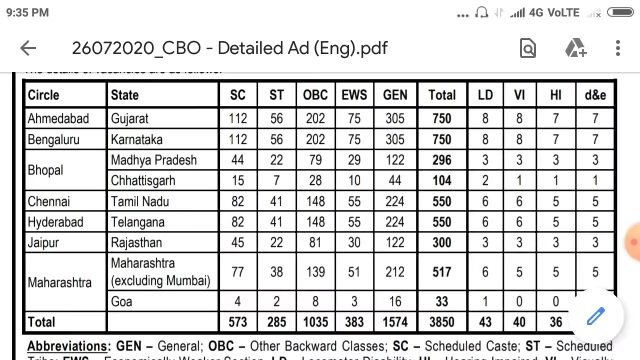 9:35 PM ... 4G VoLTE
26072020_CBO - Detailed Ad (Eng).pdf
The details of vacancies are as follows:
Circle State SC ST OBC EWS GEN Total LD VI HI d&e
Ahmedabad Gujarat 112 56 202 75 305 750 8 8 7 7
Bengaluru Karnataka 112 56 202 75 305 750 8 8 7 7
Bhopal Madhya Pradesh 44 22 79 29 122 296 3 3 3 3
Chhattisgarh 15 7 28 10 44 104 2 1 1 1
Chennai Tamil Nadu 82 41 148 55 224 550 6 6 5 5
Hyderabad Telangana 82 41 148 55 224 550 6 6 5 5
Jaipur Rajasthan 45 22 81 30 122 300 3 3 3 3
Maharashtra Maharashtra (excluding Mumbai) 77 38 139 51 212 517 6 5 5 5
Goa 4 2 8 3 16 33 1 0 0
Total 573 285 1035 383 1574 3850 43 40 36
Abbreviations: GEN – General; OBC – Other Backward Classes; SC – Scheduled Caste; ST – Scheduled